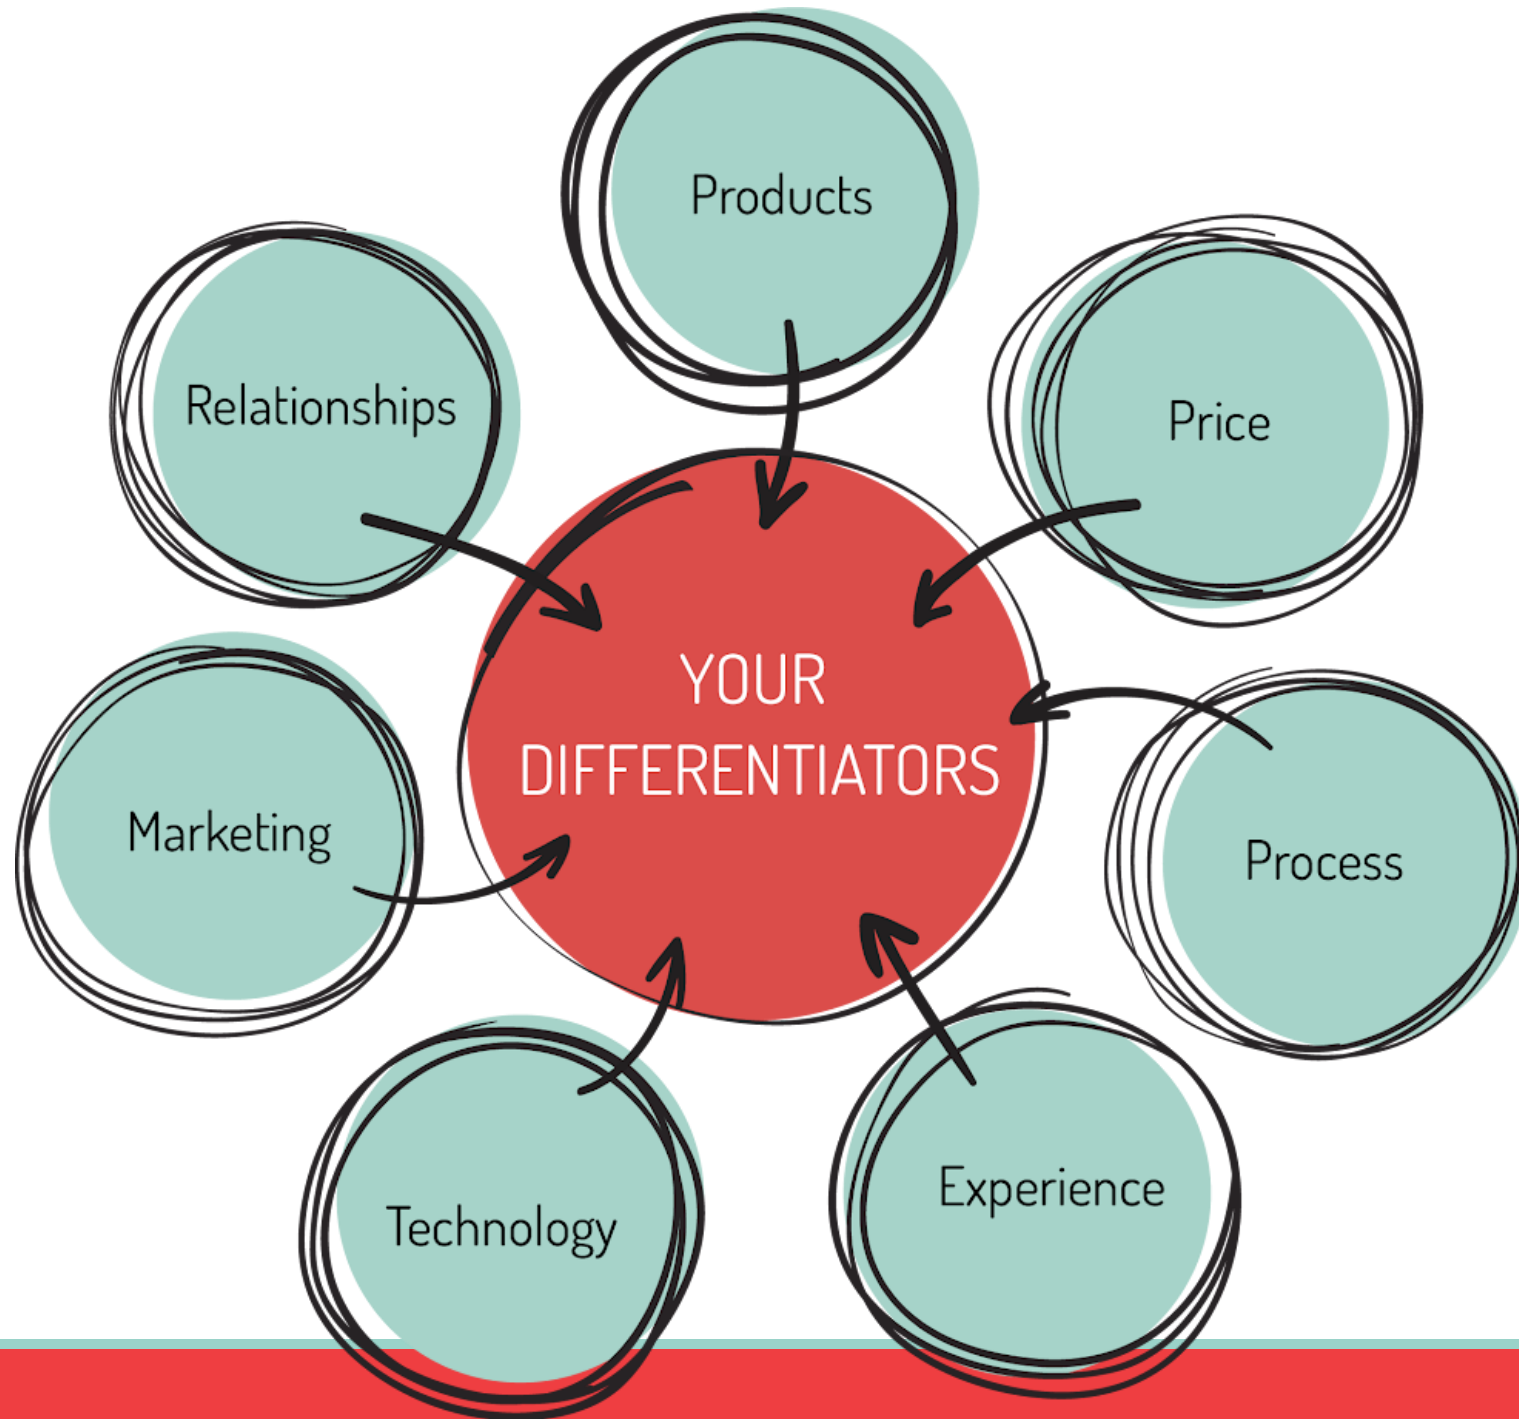 Products
Relationships
Price
YOUR
DIFFERENTIATORS
Marketing
Process
Experience
Technology